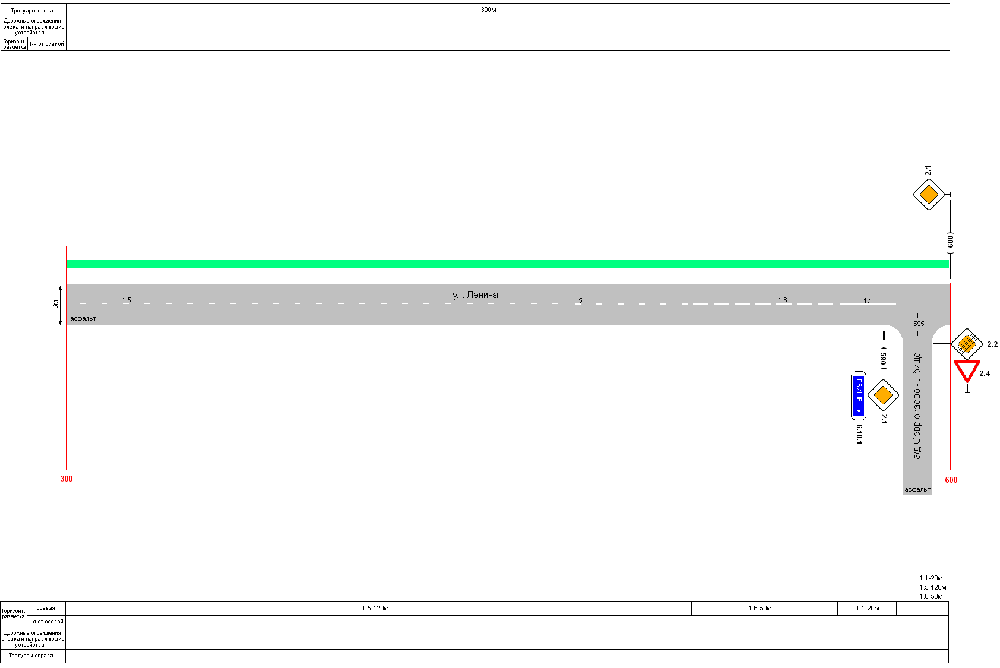 Тротуары слева
300м
Дорожные ограждения
слева и направляющие
устройства
Горизонт.
разметка
1-я от осевой
2.1
( 600 )
6м
1.5
ул. Ленина
1.5
1.6
1.1
асфальт
595
2.2
2.4
( 590 )
ЛБИЩЕ
2.1
6.10.1
а/д Севрюкаево - Лбище
асфальт
300
600
1.1-20м
1.5-120м
1.6-50м
Горизонт.
разметка
осевая
1.5-120м
1.6-50м
1.1-20м
1-я от осевой
Дорожные ограждения
справа и направляющие
устройства
Тротуары справа